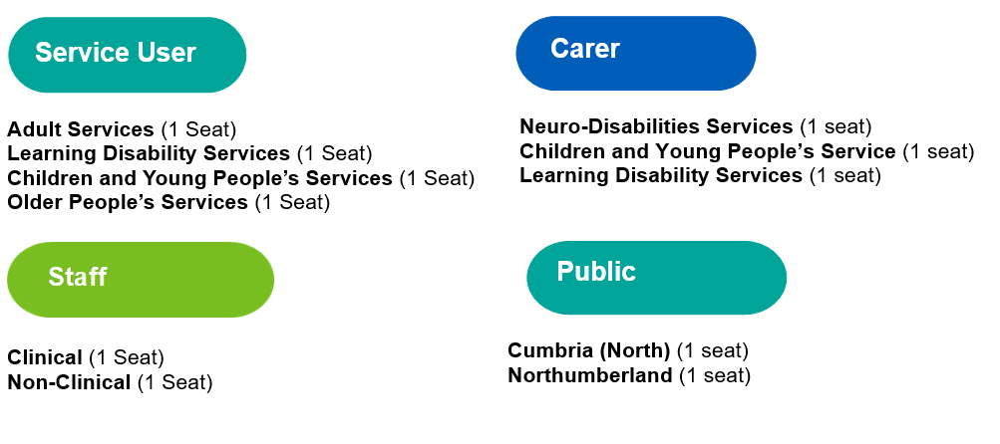 Service User
Adult Services (1 Seat)
Learning Disability Services (1 Seat)
Children and Young People’s Services (1 Seat)
Older People’s Services (1 Seat)
Carer
Neuro-Disabilities Services (1 seat)
Children and Young People’s Service (1 seat)
Learning Disability Services (1 seat)
Staff
Clinical (1 Seat)
Non-Clinical (1 Seat)
Public
Cumbria (North) (1 seat)
Northumberland (1 seat)